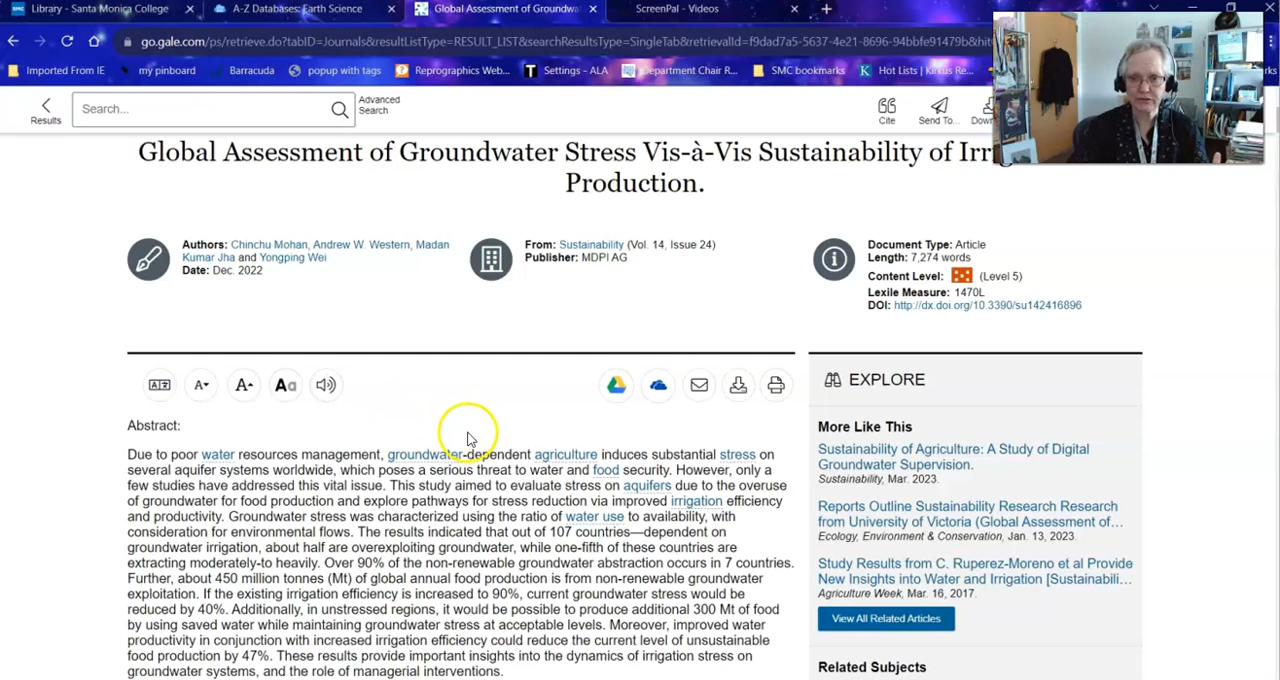 Library - Santa Monica College
A-Z Databases: Earth Science
Global Assessment of Groundwa
ScreenPal - Videos
go.gale.com/ps/retrieve.do?tabID=Journals&resultListType=RESULT_LIST&searchResultsType=SingleTab&retrievalId=f9dad7a5-5637-4e21-8696-94bbfe91479b&hit
Imported From IE
my pinboard
Barracuda
popup with tags
Reprographics Web...
Settings - ALA
Department Chair R...
SMC bookmarks
Hot Lists | Kirkus Re...
Results
Search...
Advanced
Search
Cite
Send To...
Down
Global Assessment of Groundwater Stress Vis-à-Vis Sustainability of Irri
Production.
Authors: Chinchu Mohan, Andrew W. Western, Madan
Kumar Jha and Yongping Wei
Date: Dec. 2022
From: Sustainability (Vol. 14, Issue 24)
Publisher: MDPI AG
Document Type: Article
Length: 7,274 words
Content Level: (Level 5)
Lexile Measure: 1470L
DOI: http://dx.doi.org/10.3390/su142416896
Abstract:
Due to poor water resources management, groundwater-dependent agriculture induces substantial stress on
several aquifer systems worldwide, which poses a serious threat to water and food security. However, only a
few studies have addressed this vital issue. This study aimed to evaluate stress on aquifers due to the overuse
of groundwater for food production and explore pathways for stress reduction via improved irrigation efficiency
and productivity. Groundwater stress was characterized using the ratio of water use to availability, with
consideration for environmental flows. The results indicated that out of 107 countries—dependent on
groundwater irrigation, about half are overexploiting groundwater, while one-fifth of these countries are
extracting moderately-to heavily. Over 90% of the non-renewable groundwater abstraction occurs in 7 countries.
Further, about 450 million tonnes (Mt) of global annual food production is from non-renewable groundwater
exploitation. If the existing irrigation efficiency is increased to 90%, current groundwater stress would be
reduced by 40%. Additionally, in unstressed regions, it would be possible to produce additional 300 Mt of food
by using saved water while maintaining groundwater stress at acceptable levels. Moreover, improved water
productivity in conjunction with increased irrigation efficiency could reduce the current level of unsustainable
food production by 47%. These results provide important insights into the dynamics of irrigation stress on
groundwater systems, and the role of managerial interventions.
EXPLORE
More Like This
Sustainability of Agriculture: A Study of Digital
Groundwater Supervision.
Sustainability, Mar. 2023.
Reports Outline Sustainability Research Research
from University of Victoria (Global Assessment of...
Ecology, Environment & Conservation, Jan. 13, 2023.
Study Results from C. Ruperez-Moreno et al Provide
New Insights into Water and Irrigation [Sustainabili...
Agriculture Week, Mar. 16, 2017.
View All Related Articles
Related Subjects